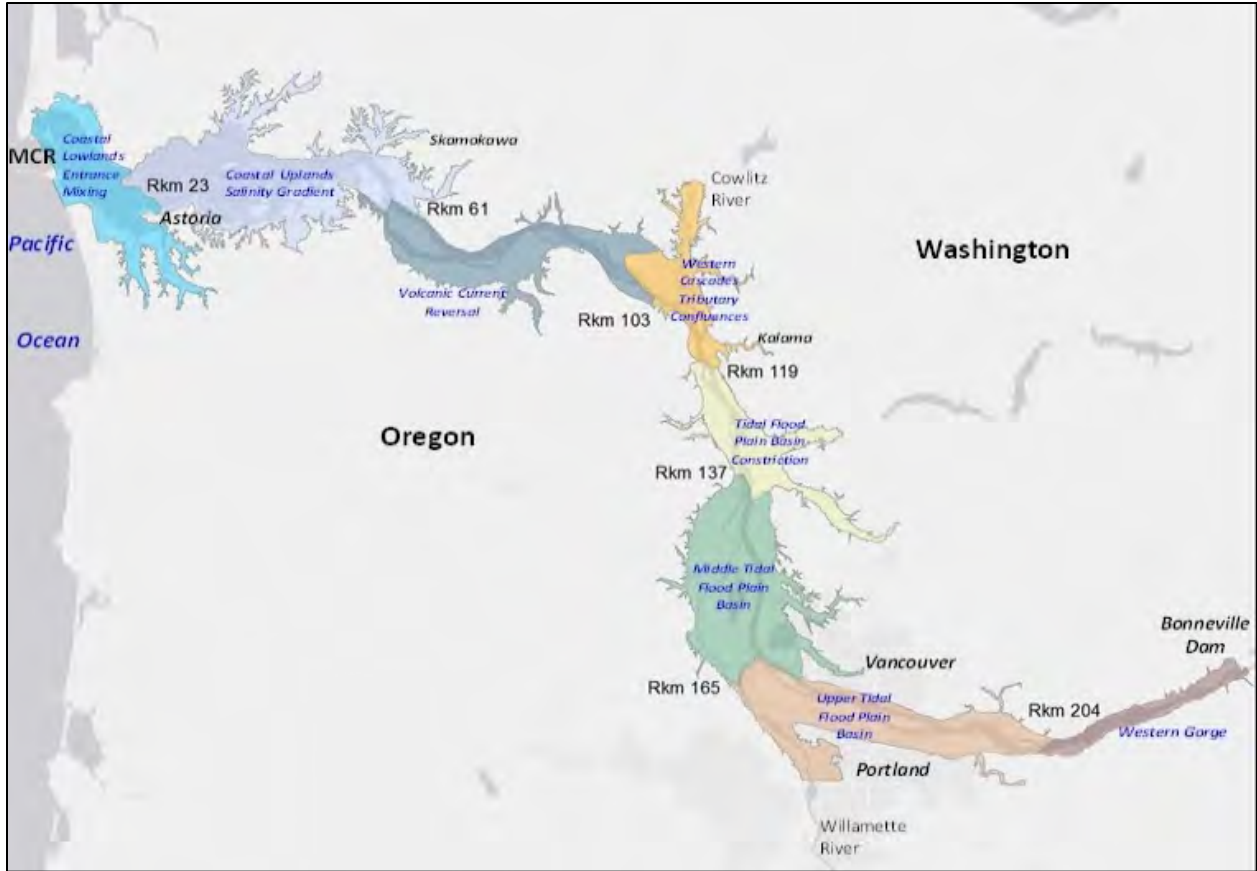 Skamokawa
MCR
Coastal
Lowlands
Entrance
Mixing
Rkm 23
Coastal Uplands
Salinity Gradient
Cowlitz
River
Astoria
Rkm 61
Pacific
Ocean
Washington
Western
Cascades
Tributary
Confluances
Volcanic Current
Reversal
Rkm 103
Kalama
Rkm 119
Oregon
Tidal Flood
Plain Basin
Constriction
Rkm 137
Middle Tidal
Flood Plain
Basin
Bonneville
Dam
Vancouver
Rkm 165
Upper Tidal
Flood Plain
Basin
Rkm 204
Western Gorge
Portland
Willamette
River